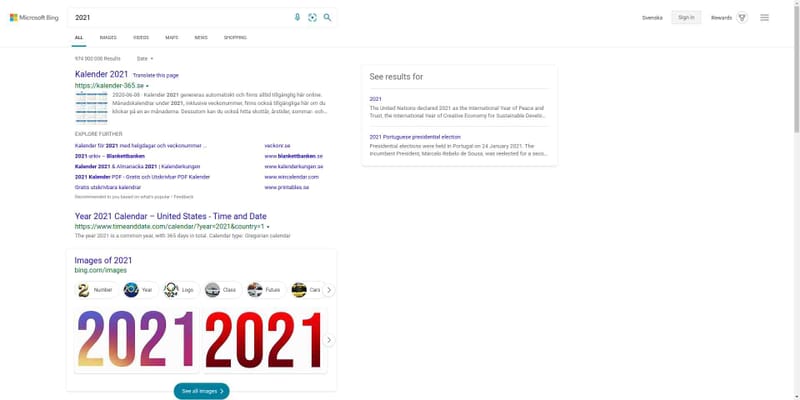 Microsoft Bing
2021
Svenska
Sign in
Rewards
ALL
IMAGES
VIDEOS
MAPS
NEWS
SHOPPING
974 000 000 Results
Date
Kalender 2021 Translate this page
https://kalender-365.se
2020-06-09 · Kalender 2021 genereras automatiskt och finns alltid tillgänglig här online.
Månadskalendrar under 2021, inklusive veckonummer, finns också tillgängliga här om du
klickar på en av månaderna. Dessutom kan du också hitta skottår, årstider, sommar- och...
EXPLORE FURTHER
Kalender för 2021 med helgdagar och veckonummer ...
veckonr.se
2021 arkiv – Blankettbanken
www.blankettbanken.se
Kalender 2021 & Almanacka 2021 | Kalenderkungen
www.kalenderkungen.se
2021 Kalender PDF - Gratis och Utskrivbar PDF Kalender
www.wincalendar.com
Gratis utskrivbara kalendrar
www.printables.se
Recommended to you based on what's popular • Feedback
Year 2021 Calendar – United States - Time and Date
https://www.timeanddate.com/calendar/?year=2021&country=1
The year 2021 is a common year, with 365 days in total. Calendar type: Gregorian calendar
Images of 2021
bing.com/images
Number
Year
Logo
Class
Future
Cars
2021
2021
See all images
See results for
2021
The United Nations declared 2021 as the International Year of Peace and
Trust, the International Year of Creative Economy for Sustainable Develo...
2021 Portuguese presidential election
Presidential elections were held in Portugal on 24 January 2021. The
incumbent President, Marcelo Rebelo de Sousa, was reelected for a seco...